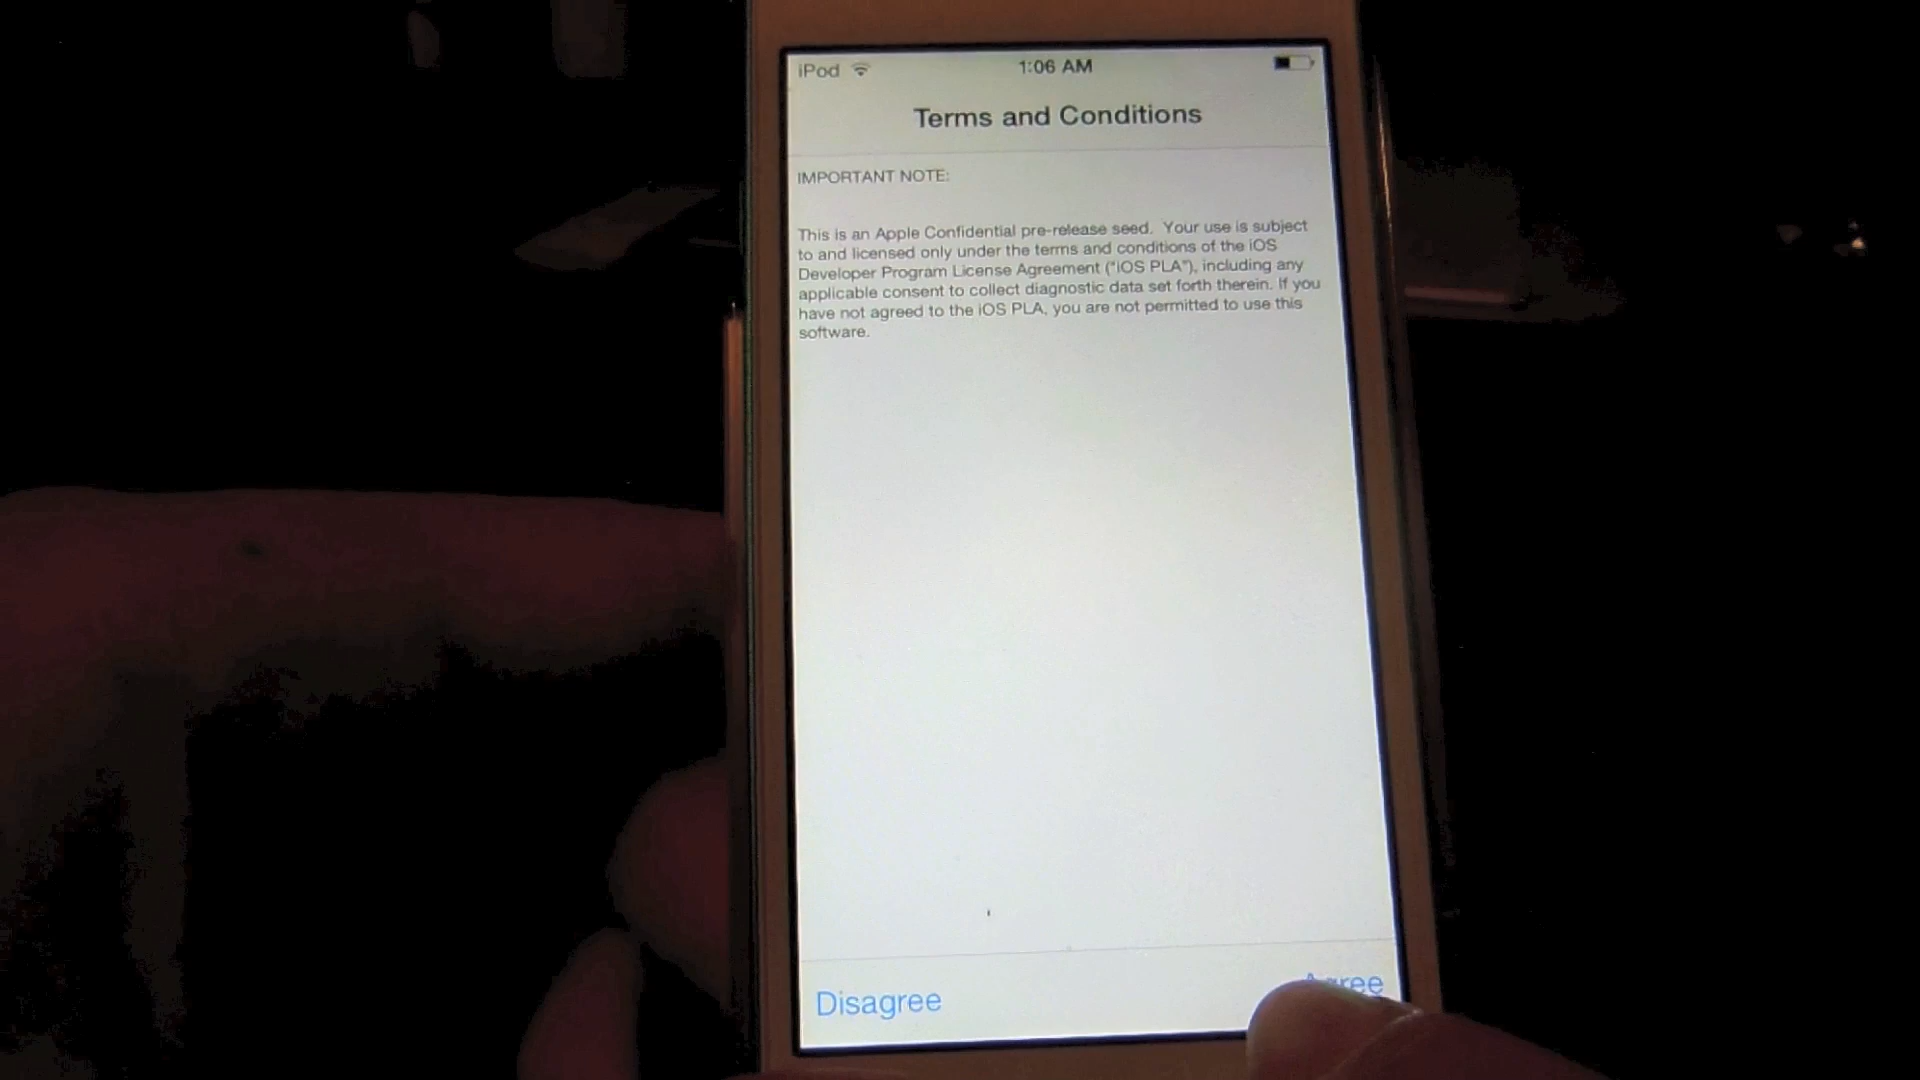 iPod 1:06 AM
Terms and Conditions
IMPORTANT NOTE:
This is an Apple Confidential pre-release seed. Your use is subject
to and licensed only under the terms and conditions of the iOS
Developer Program License Agreement ("iOS PLA"), including any
applicable consent to collect diagnostic data set forth therein. If you
have not agreed to the iOS PLA, you are not permitted to use this
software.
Disagree Agree